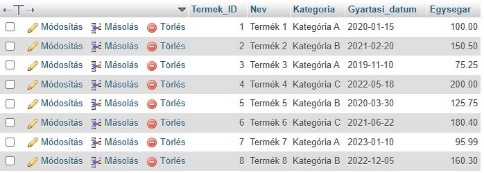 Termek_ID Nev Kategoria Gyartasi_datum Egysegar
Módosítás Másolás Törlés 1 Termék 1 Kategória A 2020-01-15 100.00
Módosítás Másolás Törlés 2 Termék 2 Kategória B 2021-02-20 150.50
Módosítás Másolás Törlés 3 Termék 3 Kategória A 2019-11-10 75.25
Módosítás Másolás Törlés 4 Termék 4 Kategória C 2022-05-18 200.00
Módosítás Másolás Törlés 5 Termék 5 Kategória B 2020-03-30 125.75
Módosítás Másolás Törlés 6 Termék 6 Kategória C 2021-06-22 180.40
Módosítás Másolás Törlés 7 Termék 7 Kategória A 2023-01-10 95.99
Módosítás Másolás Törlés 8 Termék 8 Kategória B 2022-12-05 160.30